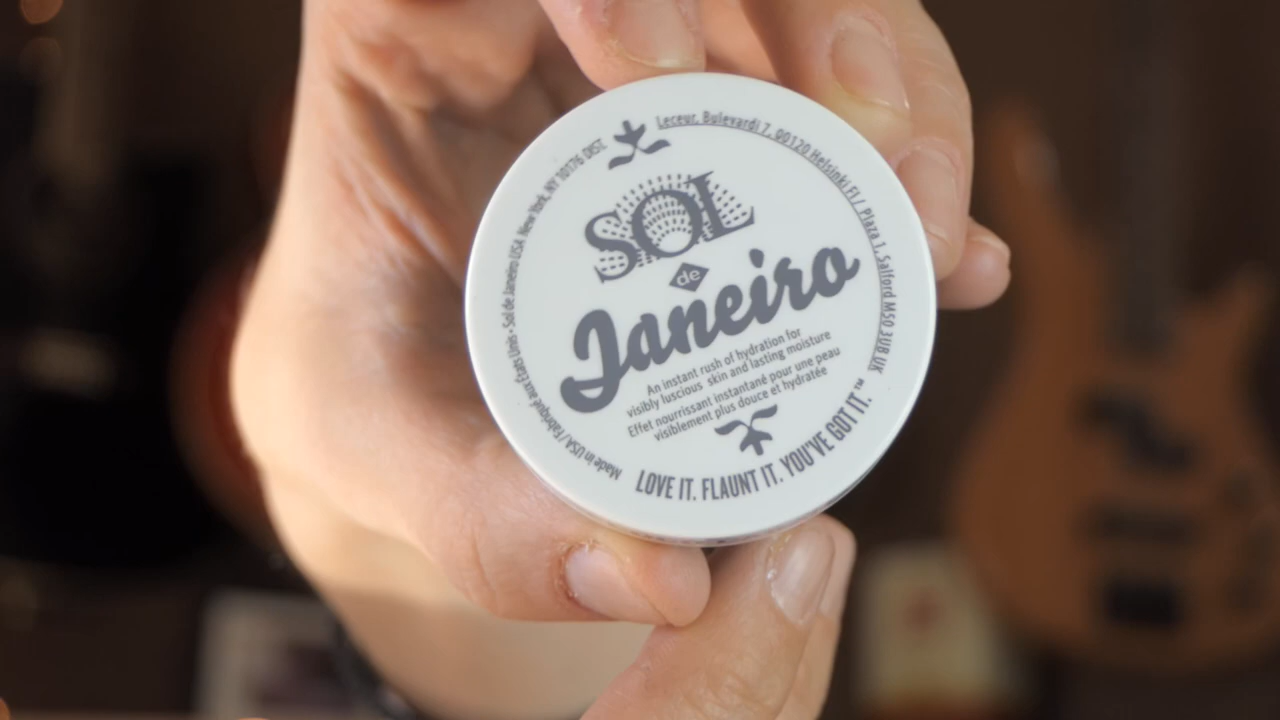 SOL
de
Janeiro
An instant rush of hydration for
visibly luscious skin and lasting moisture
Effet nourrissant instantané pour une peau
visiblement plus douce et hydratée
LOVE IT. FLAUNT IT. YOU'VE GOT IT.™
Made in USA / Fabriqué aux États Unis • Sol de Janeiro USA New York, NY 10176 DIST.
Leceur, Bulevardi 7, 00120 Helsinki FI / Plaza 1, Salford M50 3UB UK